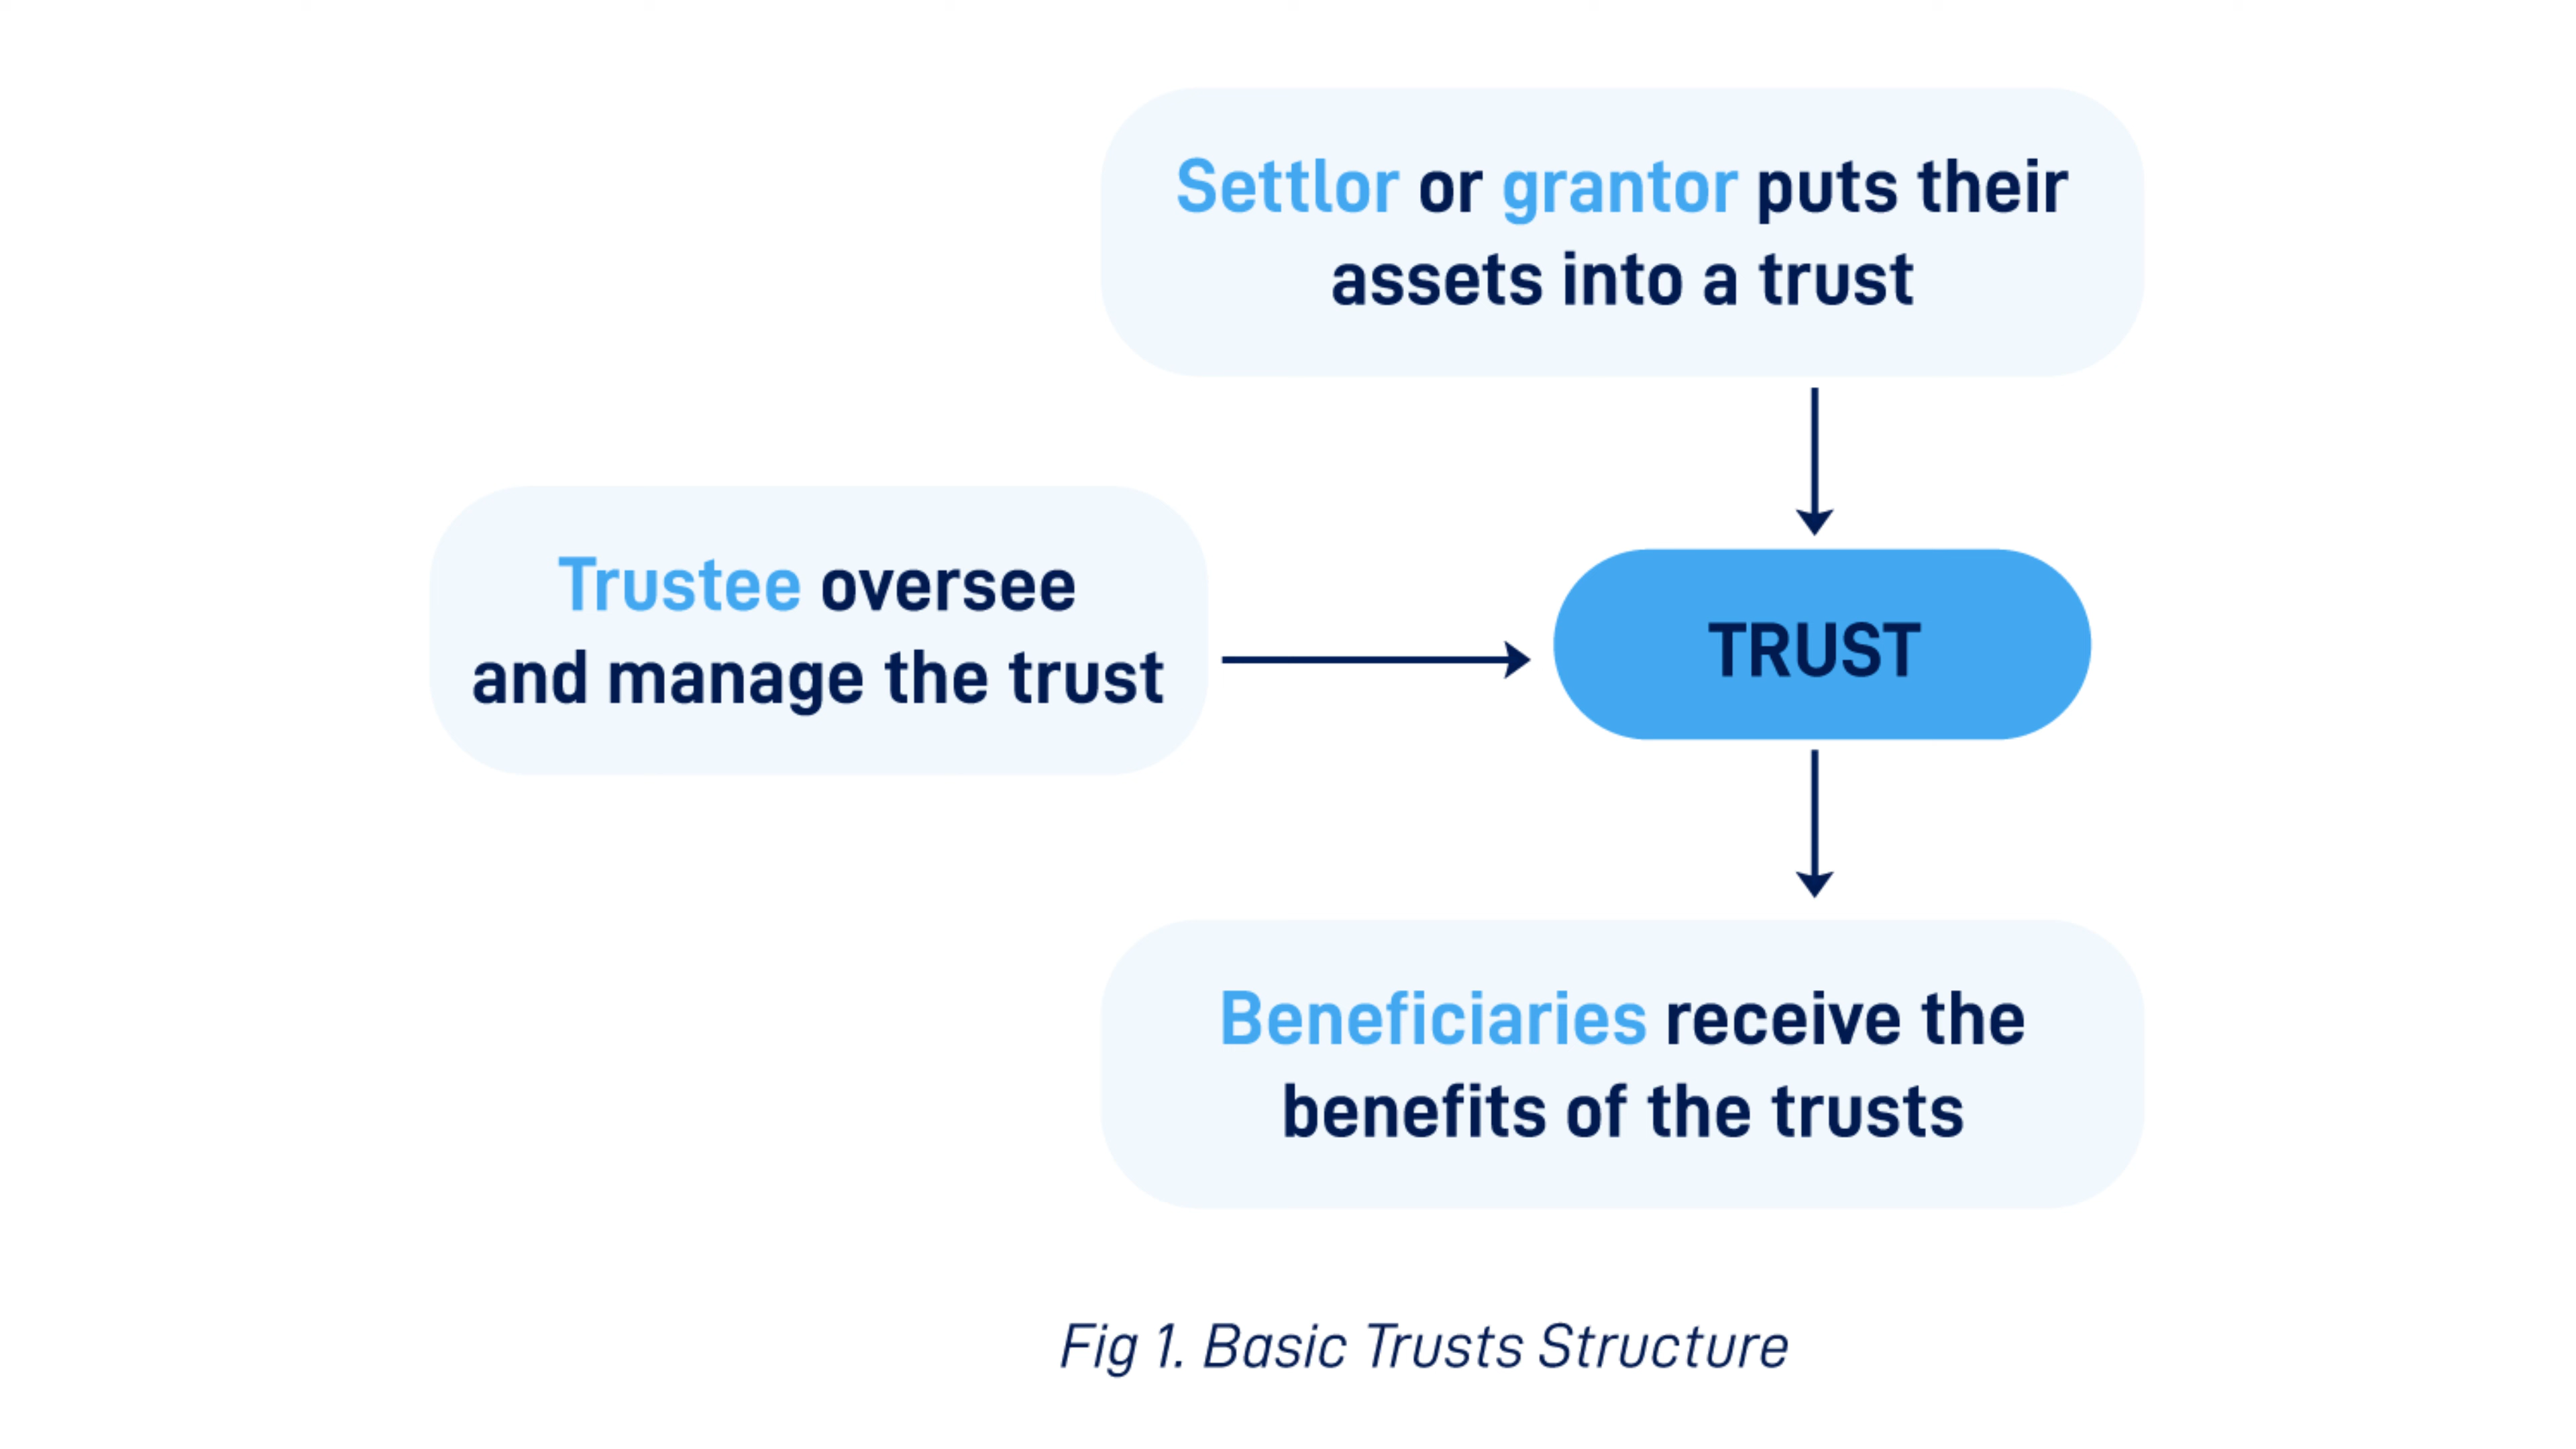 Settlor or grantor puts their
assets into a trust
Trustee oversee
and manage the trust
TRUST
Beneficiaries receive the
benefits of the trusts
Fig 1. Basic Trusts Structure